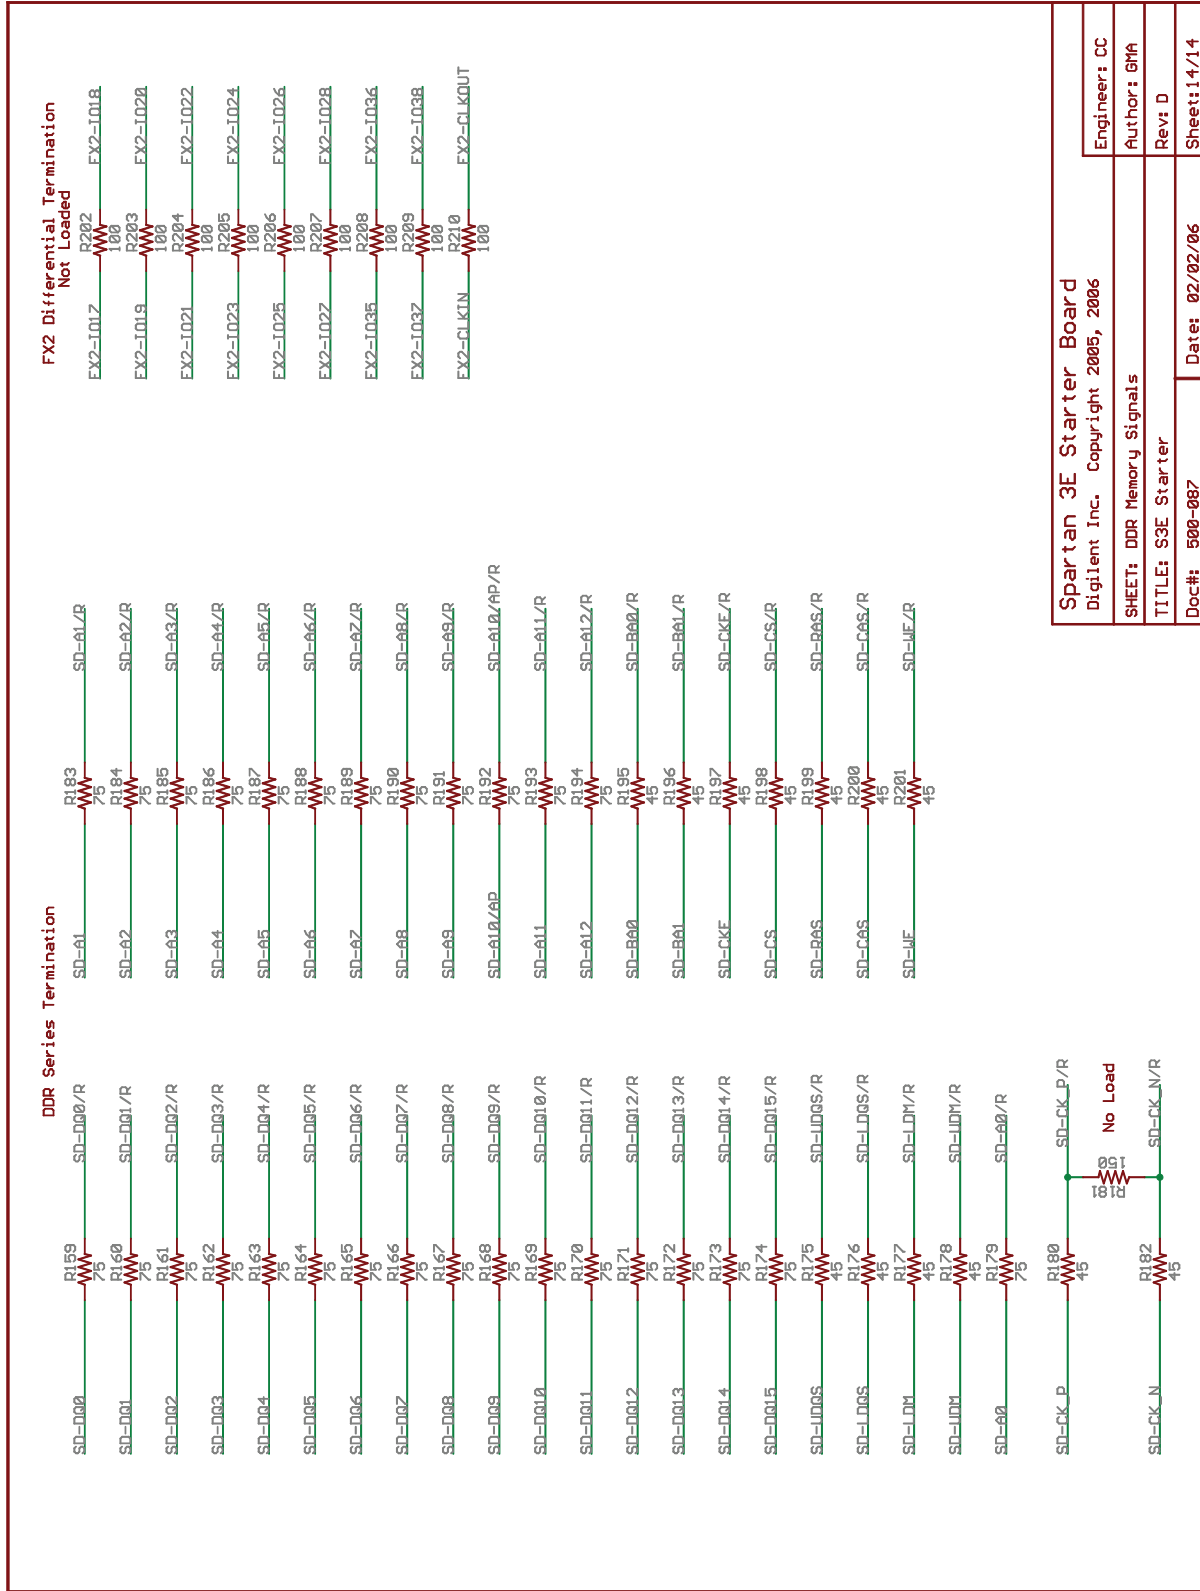 DDR Series Termination
SD-DQ0 R159 75 SD-DQ0/R
SD-DQ1 R160 75 SD-DQ1/R
SD-DQ2 R161 75 SD-DQ2/R
SD-DQ3 R162 75 SD-DQ3/R
SD-DQ4 R163 75 SD-DQ4/R
SD-DQ5 R164 75 SD-DQ5/R
SD-DQ6 R165 75 SD-DQ6/R
SD-DQ7 R166 75 SD-DQ7/R
SD-DQ8 R167 75 SD-DQ8/R
SD-DQ9 R168 75 SD-DQ9/R
SD-DQ10 R169 75 SD-DQ10/R
SD-DQ11 R170 75 SD-DQ11/R
SD-DQ12 R171 75 SD-DQ12/R
SD-DQ13 R172 75 SD-DQ13/R
SD-DQ14 R173 75 SD-DQ14/R
SD-DQ15 R174 75 SD-DQ15/R
SD-UDQS R175 45 SD-UDQS/R
SD-LDQS R176 45 SD-LDQS/R
SD-LDM R177 45 SD-LDM/R
SD-UDM R178 45 SD-UDM/R
SD-A0 R179 75 SD-A0/R
SD-CK_P R180 45 SD-CK_P/R
R181 150 No Load
SD-CK_N R182 45 SD-CK_N/R
SD-A1 R183 75 SD-A1/R
SD-A2 R184 75 SD-A2/R
SD-A3 R185 75 SD-A3/R
SD-A4 R186 75 SD-A4/R
SD-A5 R187 75 SD-A5/R
SD-A6 R188 75 SD-A6/R
SD-A7 R189 75 SD-A7/R
SD-A8 R190 75 SD-A8/R
SD-A9 R191 75 SD-A9/R
SD-A10/AP R192 75 SD-A10/AP/R
SD-A11 R193 75 SD-A11/R
SD-A12 R194 75 SD-A12/R
SD-BA0 R195 45 SD-BA0/R
SD-BA1 R196 45 SD-BA1/R
SD-CKE R197 45 SD-CKE/R
SD-CS R198 45 SD-CS/R
SD-RAS R199 45 SD-RAS/R
SD-CAS R200 45 SD-CAS/R
SD-WE R201 45 SD-WE/R
FX2 Differential Termination
Not Loaded
FX2-IO17 R202 100 FX2-IO18
FX2-IO19 R203 100 FX2-IO20
FX2-IO21 R204 100 FX2-IO22
FX2-IO23 R205 100 FX2-IO24
FX2-IO25 R206 100 FX2-IO26
FX2-IO27 R207 100 FX2-IO28
FX2-IO35 R208 100 FX2-IO36
FX2-IO37 R209 100 FX2-IO38
FX2-CLKIN R210 100 FX2-CLKOUT
Spartan 3E Starter Board
Digilent Inc. Copyright 2005, 2006 Engineer: CC
SHEET: DDR Memory Signals Author: GMA
TITLE: S3E Starter Rev: D
Doc#: 500-087 Date: 02/02/06 Sheet:14/14